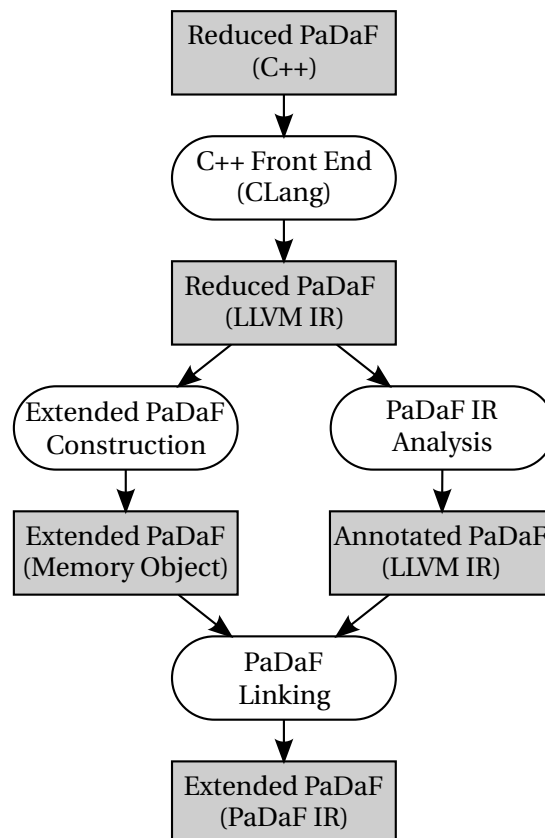 Reduced PaDaF
(C++)
C++ Front End
(CLang)
Reduced PaDaF
(LLVM IR)
Extended PaDaF
Construction
PaDaF IR
Analysis
Extended PaDaF
(Memory Object)
Annotated PaDaF
(LLVM IR)
PaDaF
Linking
Extended PaDaF
(PaDaF IR)